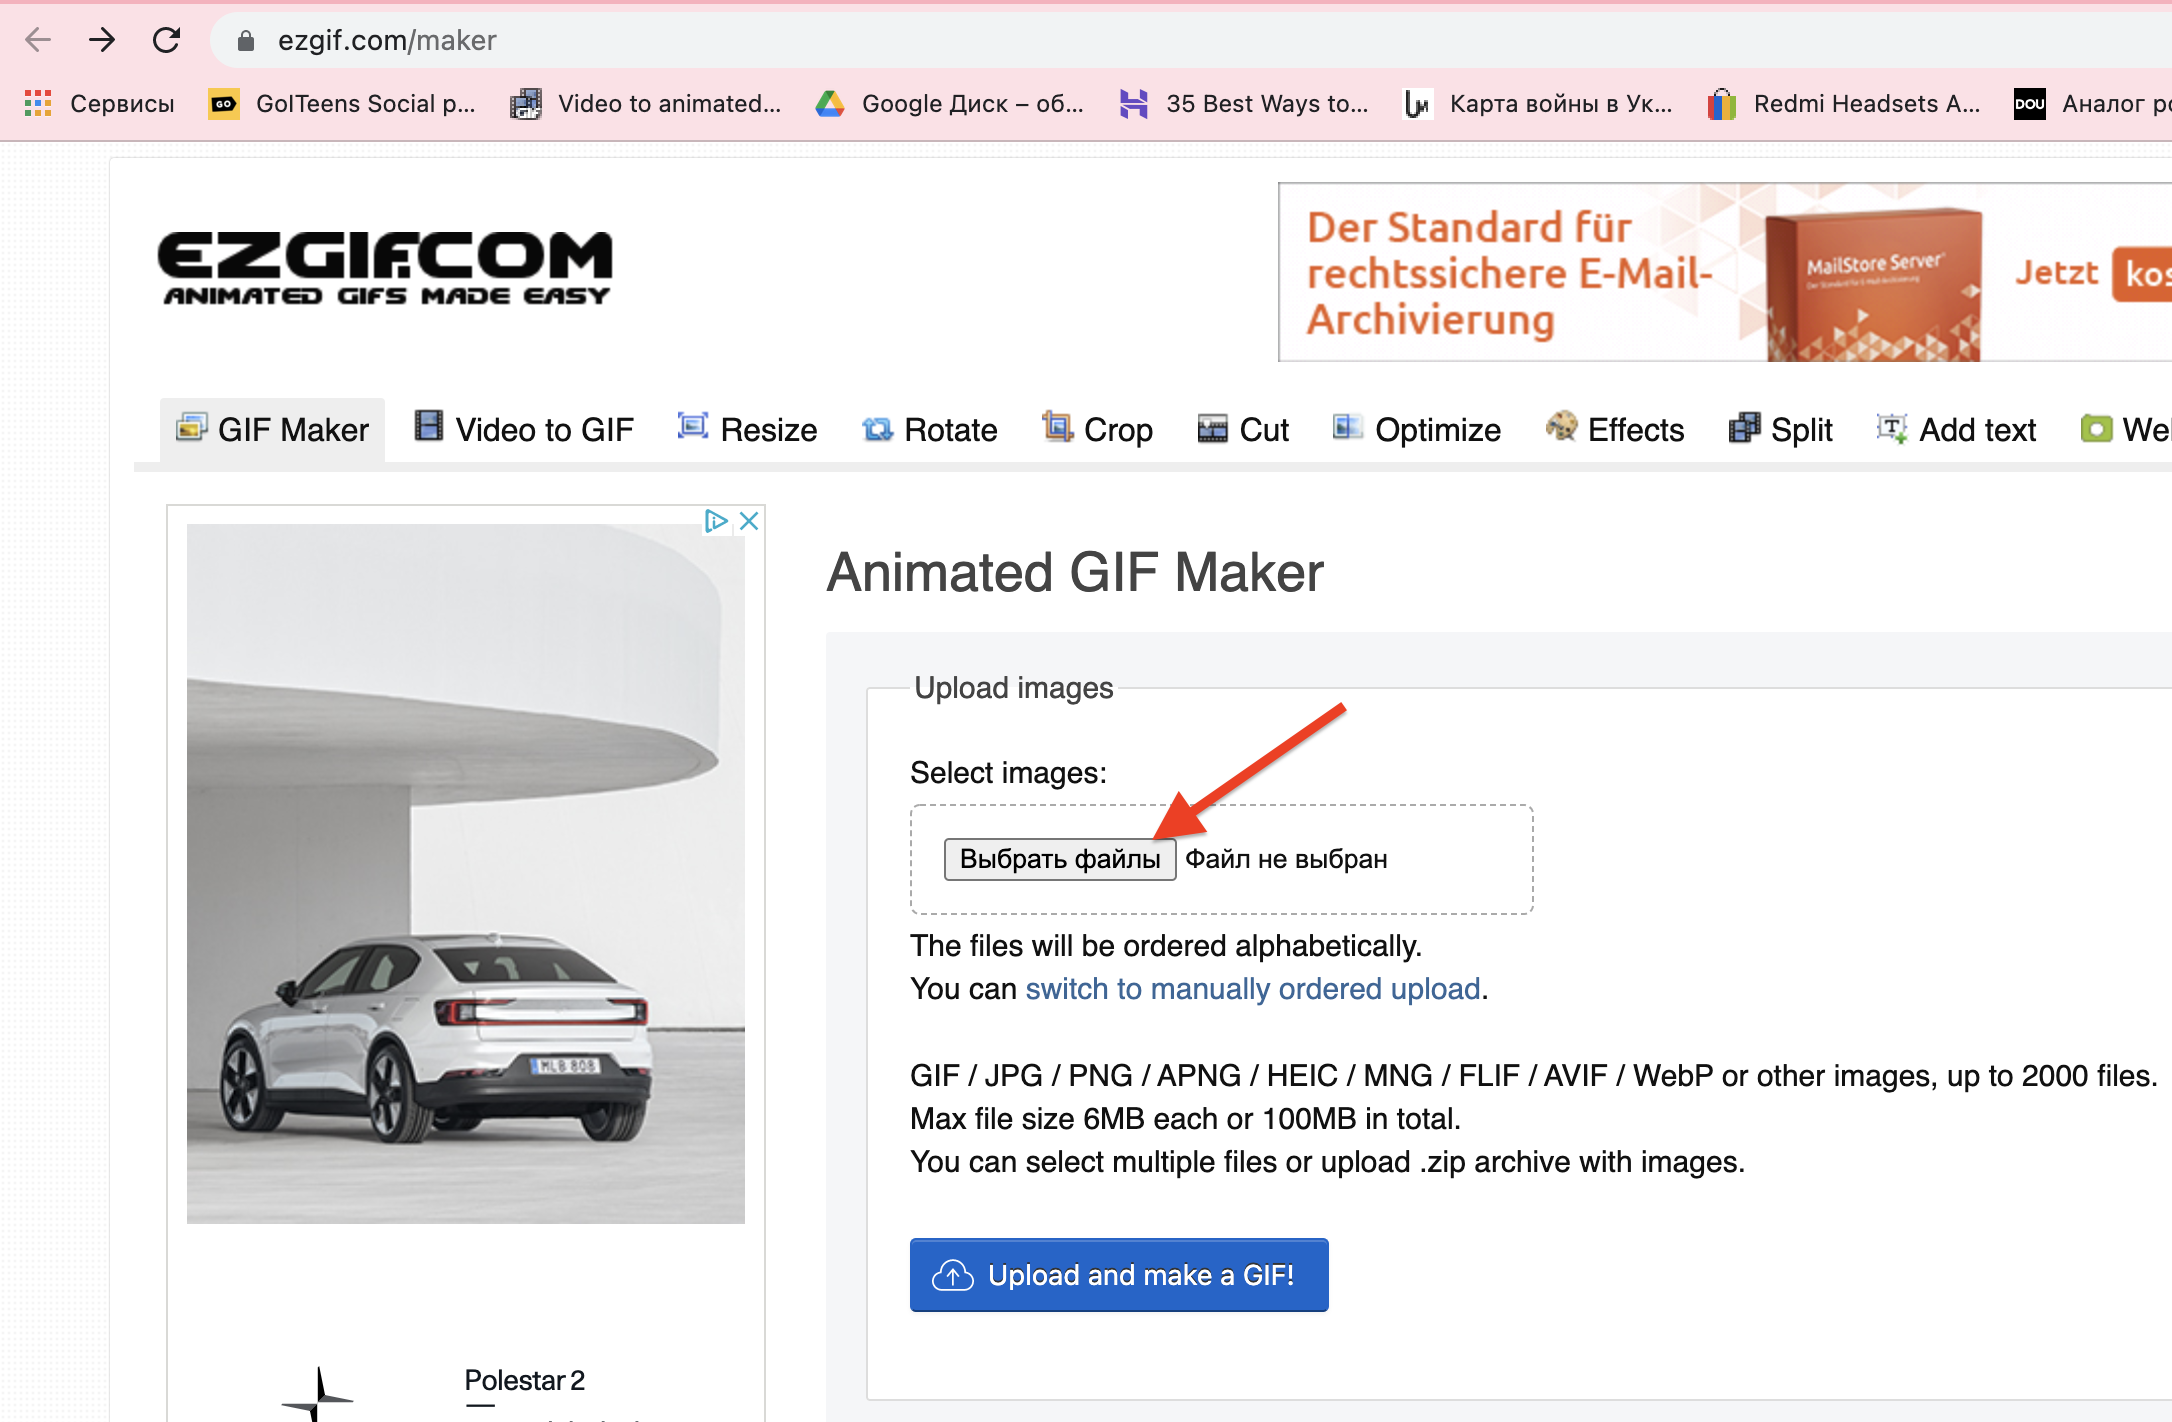 ezgif.com/maker
Сервисы
GoITeens Social p...
Video to animated...
Google Диск – об...
35 Best Ways to...
Карта войны в Ук...
Redmi Headsets A...
DOU
Аналог
GO
EZGIF.COM
ANIMATED GIFS MADE EASY
Der Standard für
rechtssichere E-Mail-
Archivierung
MailStore Server
Jetzt
GIF Maker
Video to GIF
Resize
Rotate
Crop
Cut
Optimize
Effects
Split
Add text
Animated GIF Maker
Upload images
Select images:
Выбрать файлы Файл не выбран
The files will be ordered alphabetically.
You can switch to manually ordered upload.
GIF / JPG / PNG / APNG / HEIC / MNG / FLIF / AVIF / WebP or other images, up to 2000 files.
Max file size 6MB each or 100MB in total.
You can select multiple files or upload .zip archive with images.
Upload and make a GIF!
MLB 808
Polestar 2